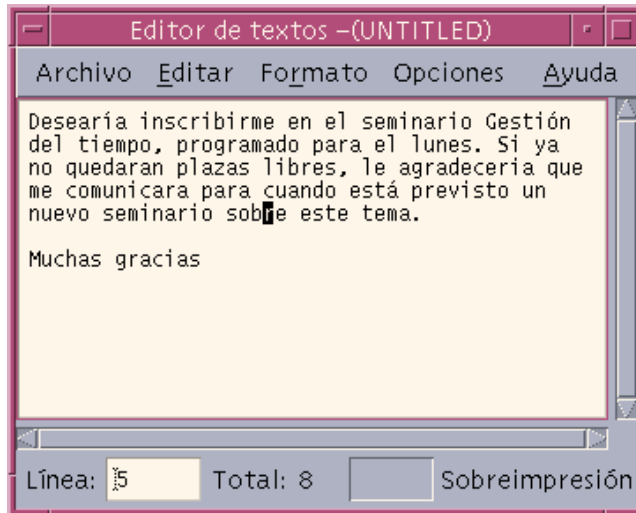 Editor de textos –(UNTITLED)
Archivo Editar Formato Opciones Ayuda
Desearía inscribirme en el seminario Gestión
del tiempo, programado para el lunes. Si ya
no quedaran plazas libres, le agradeceria que
me comunicara para cuando está previsto un
nuevo seminario sobre este tema.
Muchas gracias
Línea: 5 Total: 8 Sobreimpresión